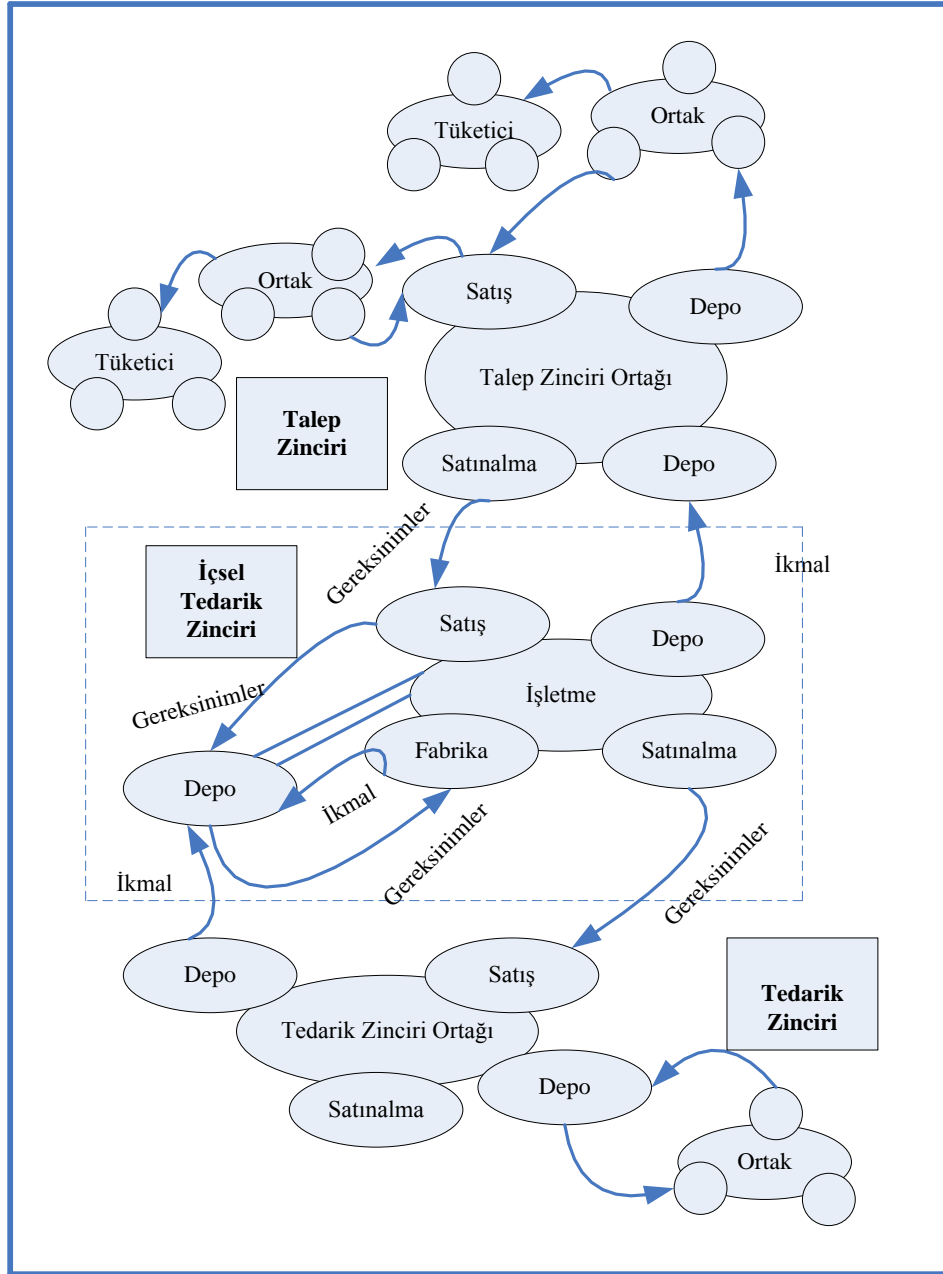 Ortak
Tüketici
Ortak
Satış
Depo
Tüketici
Talep Zinciri Ortağı
Talep
Zinciri
Satınalma
Depo
Gereksinimler
İkmal
İçsel
Tedarik
Zinciri
Satış
Depo
Gereksinimler
İşletme
Fabrika
Satınalma
Depo
İkmal
Gereksinimler
Gereksinimler
İkmal
Depo
Satış
Tedarik
Zinciri
Tedarik Zinciri Ortağı
Depo
Satınalma
Ortak